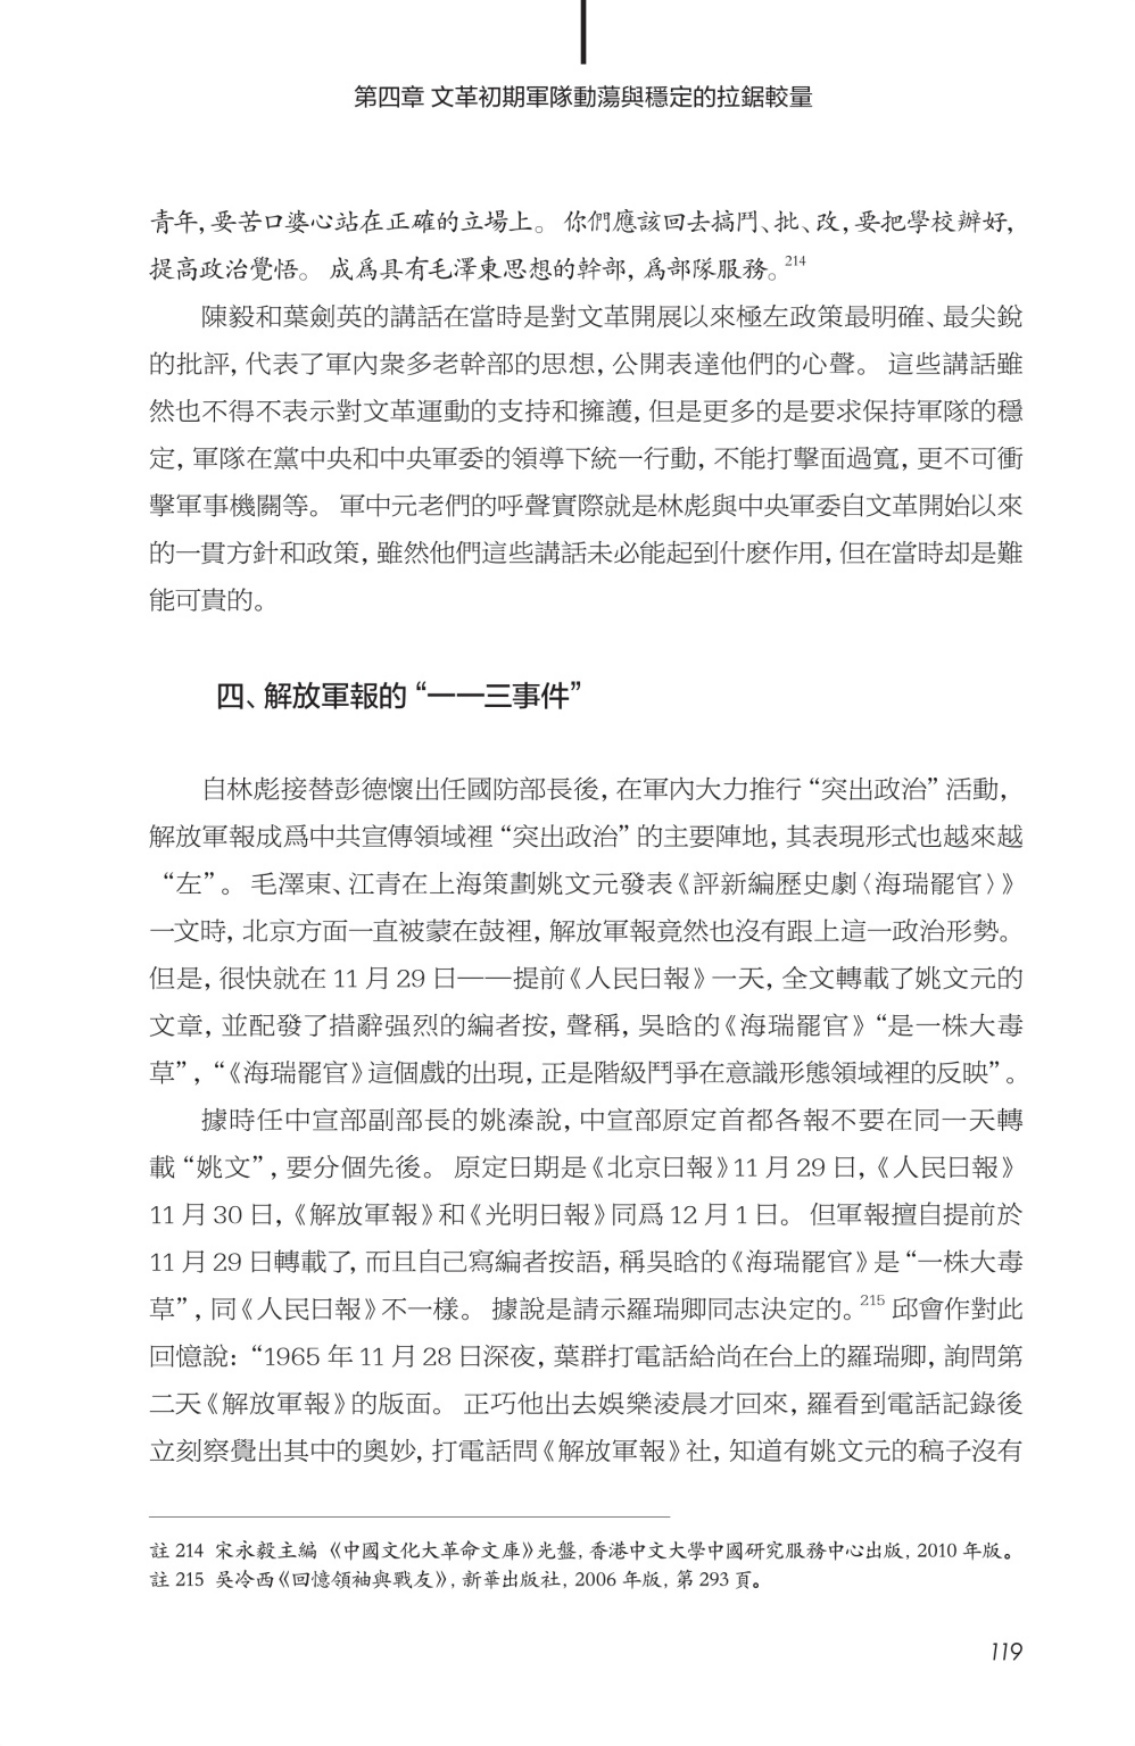 第四章 文革初期軍隊動蕩與穩定的拉鋸較量
青年,要苦口婆心站在正確的立場上。 你們應該回去搞鬥、批、改,要把學校辦好,
提高政治覺悟。 成爲具有毛澤東思想的幹部,爲部隊服務。214
陳毅和葉劍英的講話在當時是對文革開展以來極左政策最明確、最尖銳
的批評,代表了軍內衆多老幹部的思想,公開表達他們的心聲。 這些講話雖
然也不得不表示對文革運動的支持和擁護,但是更多的是要求保持軍隊的穩
定,軍隊在黨中央和中央軍委的領導下統一行動,不能打擊面過寬,更不可衝
擊軍事機關等。 軍中元老們的呼聲實際就是林彪與中央軍委自文革開始以來
的一貫方針和政策,雖然他們這些講話未必能起到什麽作用,但在當時却是難
能可貴的。
四、解放軍報的“一一三事件”
自林彪接替彭德懷出任國防部長後,在軍內大力推行“突出政治”活動,
解放軍報成爲中共宣傳領域裡“突出政治”的主要陣地,其表現形式也越來越
“左”。 毛澤東、江青在上海策劃姚文元發表《評新編歷史劇〈海瑞罷官〉》
一文時,北京方面一直被蒙在鼓裡,解放軍報竟然也沒有跟上這一政治形勢。
但是,很快就在 11 月 29 日——提前《人民日報》一天,全文轉載了姚文元的
文章,並配發了措辭强烈的編者按,聲稱,吳晗的《海瑞罷官》“是一株大毒
草”,“《海瑞罷官》這個戲的出現,正是階級鬥爭在意識形態領域裡的反映”。
據時任中宣部副部長的姚溱說,中宣部原定首都各報不要在同一天轉
載“姚文”,要分個先後。 原定日期是《北京日報》11 月 29 日,《人民日報》
11 月 30 日,《解放軍報》和《光明日報》同爲 12 月 1 日。 但軍報擅自提前於
11 月 29 日轉載了,而且自己寫編者按語,稱吳晗的《海瑞罷官》是“一株大毒
草”,同《人民日報》不一樣。 據說是請示羅瑞卿同志決定的。215 邱會作對此
回憶說:“1965 年 11 月 28 日深夜,葉群打電話給尚在台上的羅瑞卿,詢問第
二天《解放軍報》的版面。 正巧他出去娛樂淩晨才回來,羅看到電話記錄後
立刻察覺出其中的奧妙,打電話問《解放軍報》社,知道有姚文元的稿子沒有
註 214 宋永毅主編《中國文化大革命文庫》光盤,香港中文大學中國研究服務中心出版,2010 年版。
註 215 吳冷西《回憶領袖與戰友》,新華出版社,2006 年版,第 293 頁。
119